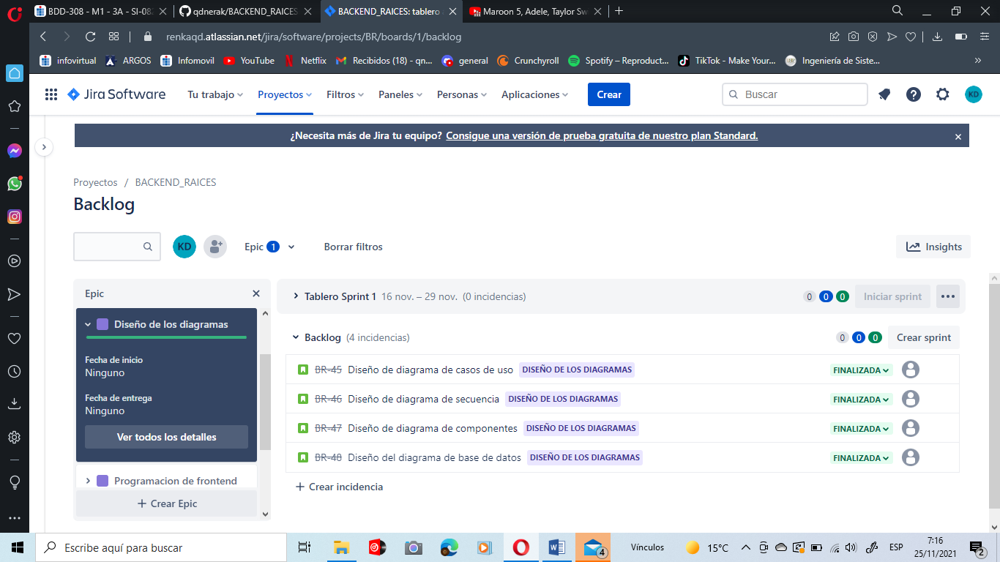 BDD-308 - M1 - 3A - SI-082
qdnerak/BACKEND_RAICES
BACKEND_RAICES: tablero
Maroon 5, Adele, Taylor Sw
renkaqd.atlassian.net/jira/software/projects/BR/boards/1/backlog
infovirtual
ARGOS
Infomovil
YouTube
Netflix
Recibidos (18) - qn...
general
Crunchyroll
Spotify – Reproduct...
TikTok - Make Your...
Ingeniería de Siste...
Jira Software
Tu trabajo
Proyectos
Filtros
Paneles
Personas
Aplicaciones
Crear
Buscar
KD
¿Necesita más de Jira tu equipo? Consigue una versión de prueba gratuita de nuestro plan Standard.
Proyectos / BACKEND_RAICES
Backlog
KD
Epic 1
Borrar filtros
Insights
Epic
Diseño de los diagramas
Fecha de inicio
Ninguno
Fecha de entrega
Ninguno
Ver todos los detalles
Programacion de frontend
+ Crear Epic
Tablero Sprint 1 16 nov. – 29 nov. (0 incidencias)
0 0 0
Iniciar sprint
Backlog (4 incidencias)
0 0 0
Crear sprint
BR-45 Diseño de diagrama de casos de uso DISEÑO DE LOS DIAGRAMAS FINALIZADA
BR-46 Diseño de diagrama de secuencia DISEÑO DE LOS DIAGRAMAS FINALIZADA
BR-47 Diseño de diagrama de componentes DISEÑO DE LOS DIAGRAMAS FINALIZADA
BR-48 Diseño del diagrama de base de datos DISEÑO DE LOS DIAGRAMAS FINALIZADA
+ Crear incidencia
Escribe aquí para buscar
4
Vínculos
15°C
ESP
7:16
25/11/2021
2